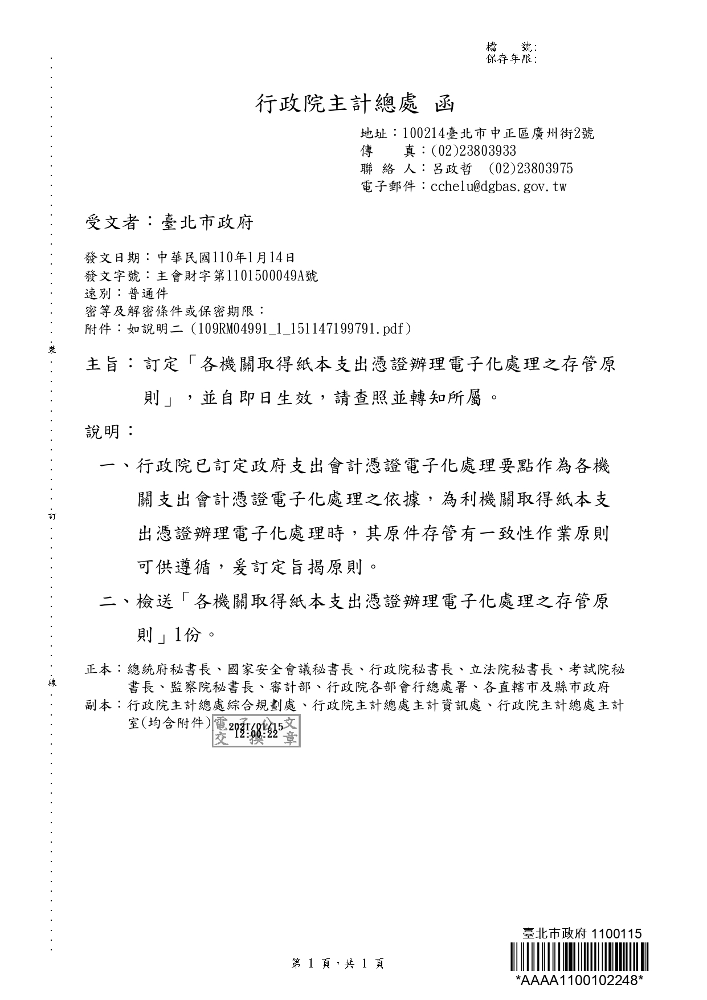 檔　　號:
保存年限:
行政院主計總處　函
地址：100214臺北市中正區廣州街2號
傳　　真：(02)23803933
聯 絡 人：呂政哲　(02)23803975
電子郵件：cchelu@dgbas.gov.tw
受文者：臺北市政府
發文日期：中華民國110年1月14日
發文字號：主會財字第1101500049A號
速別：普通件
密等及解密條件或保密期限：
附件：如說明二 (109RM04991_1_151147199791.pdf)
主旨：訂定「各機關取得紙本支出憑證辦理電子化處理之存管原
則」，並自即日生效，請查照並轉知所屬。
說明：
一、行政院已訂定政府支出會計憑證電子化處理要點作為各機
關支出會計憑證電子化處理之依據，為利機關取得紙本支
出憑證辦理電子化處理時，其原件存管有一致性作業原則
可供遵循，爰訂定旨揭原則。
二、檢送「各機關取得紙本支出憑證辦理電子化處理之存管原
則」1份。
正本：總統府秘書長、國家安全會議秘書長、行政院秘書長、立法院秘書長、考試院秘
書長、監察院秘書長、審計部、行政院各部會行總處署、各直轄市及縣市政府
副本：行政院主計總處綜合規劃處、行政院主計總處主計資訊處、行政院主計總處主計
室(均含附件)
電子公文
2021/01/15
12:00:22
交換章
裝
訂
線
第 1 頁，共 1 頁
臺北市政府 1100115
*AAAA1100102248*